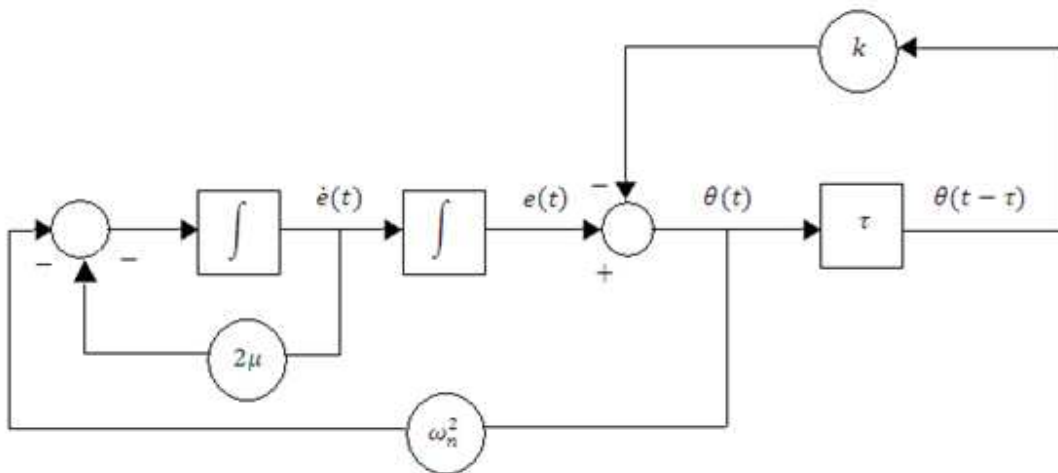 k
−
ė(t)
e(t)
θ(t)
θ(t − τ)
∫
∫
τ
−
−
+
2μ
ω_n^2